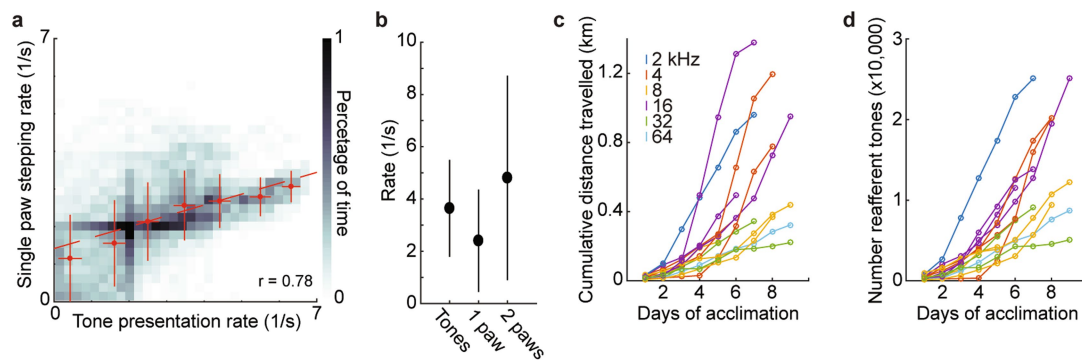 a
7
Single paw stepping rate (1/s)
0
0
Tone presentation rate (1/s)
7
r = 0.78
1
Percentage of time
0
b
10
8
6
4
2
0
Rate (1/s)
Tones
1 paw
2 paws
c
Cumulative distance travelled (km)
1.2
0.8
0.4
0
2 kHz
4
8
16
32
64
2 4 6 8
Days of acclimation
d
Number reafferent tones (x10,000)
3
2
1
0
2 4 6 8
Days of acclimation